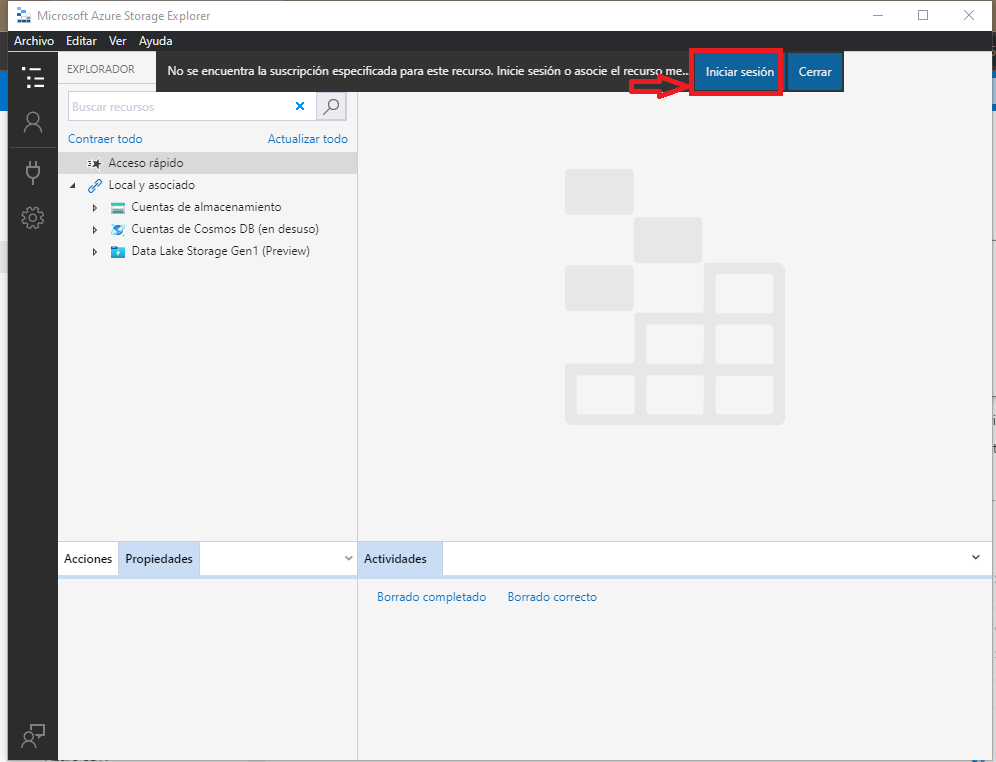 Microsoft Azure Storage Explorer
Archivo Editar Ver Ayuda
EXPLORADOR
No se encuentra la suscripción especificada para este recurso. Inicie sesión o asocie el recurso me...
Iniciar sesión
Cerrar
Buscar recursos
Contraer todo
Actualizar todo
Acceso rápido
Local y asociado
Cuentas de almacenamiento
Cuentas de Cosmos DB (en desuso)
Data Lake Storage Gen1 (Preview)
Acciones
Propiedades
Actividades
Borrado completado
Borrado correcto